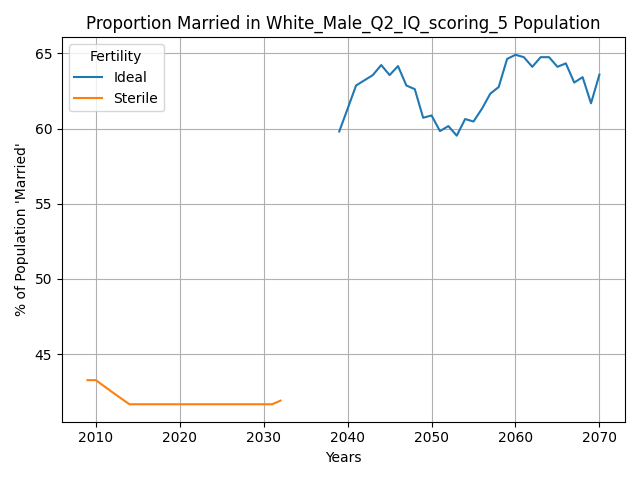 Proportion Married in White_Male_Q2_IQ_scoring_5 Population
Fertility
Ideal
Sterile
65
60
55
50
45
% of Population 'Married'
2010 2020 2030 2040 2050 2060 2070
Years